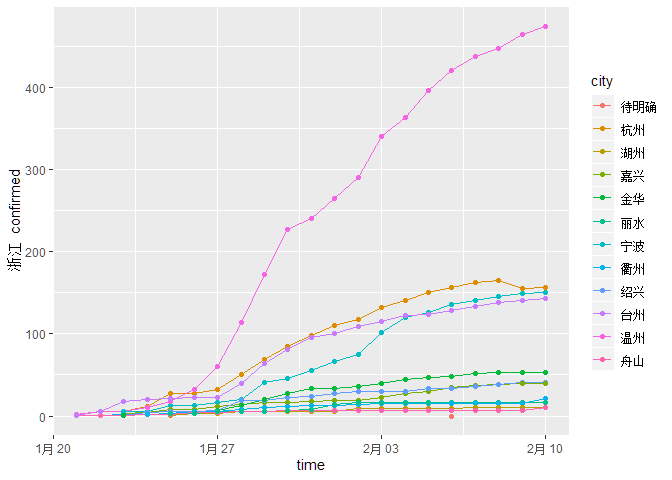 400
300
200
100
0
浙江 confirmed
1月 20
1月 27
2月 03
2月 10
time
city
待明确
杭州
湖州
嘉兴
金华
丽水
宁波
衢州
绍兴
台州
温州
舟山